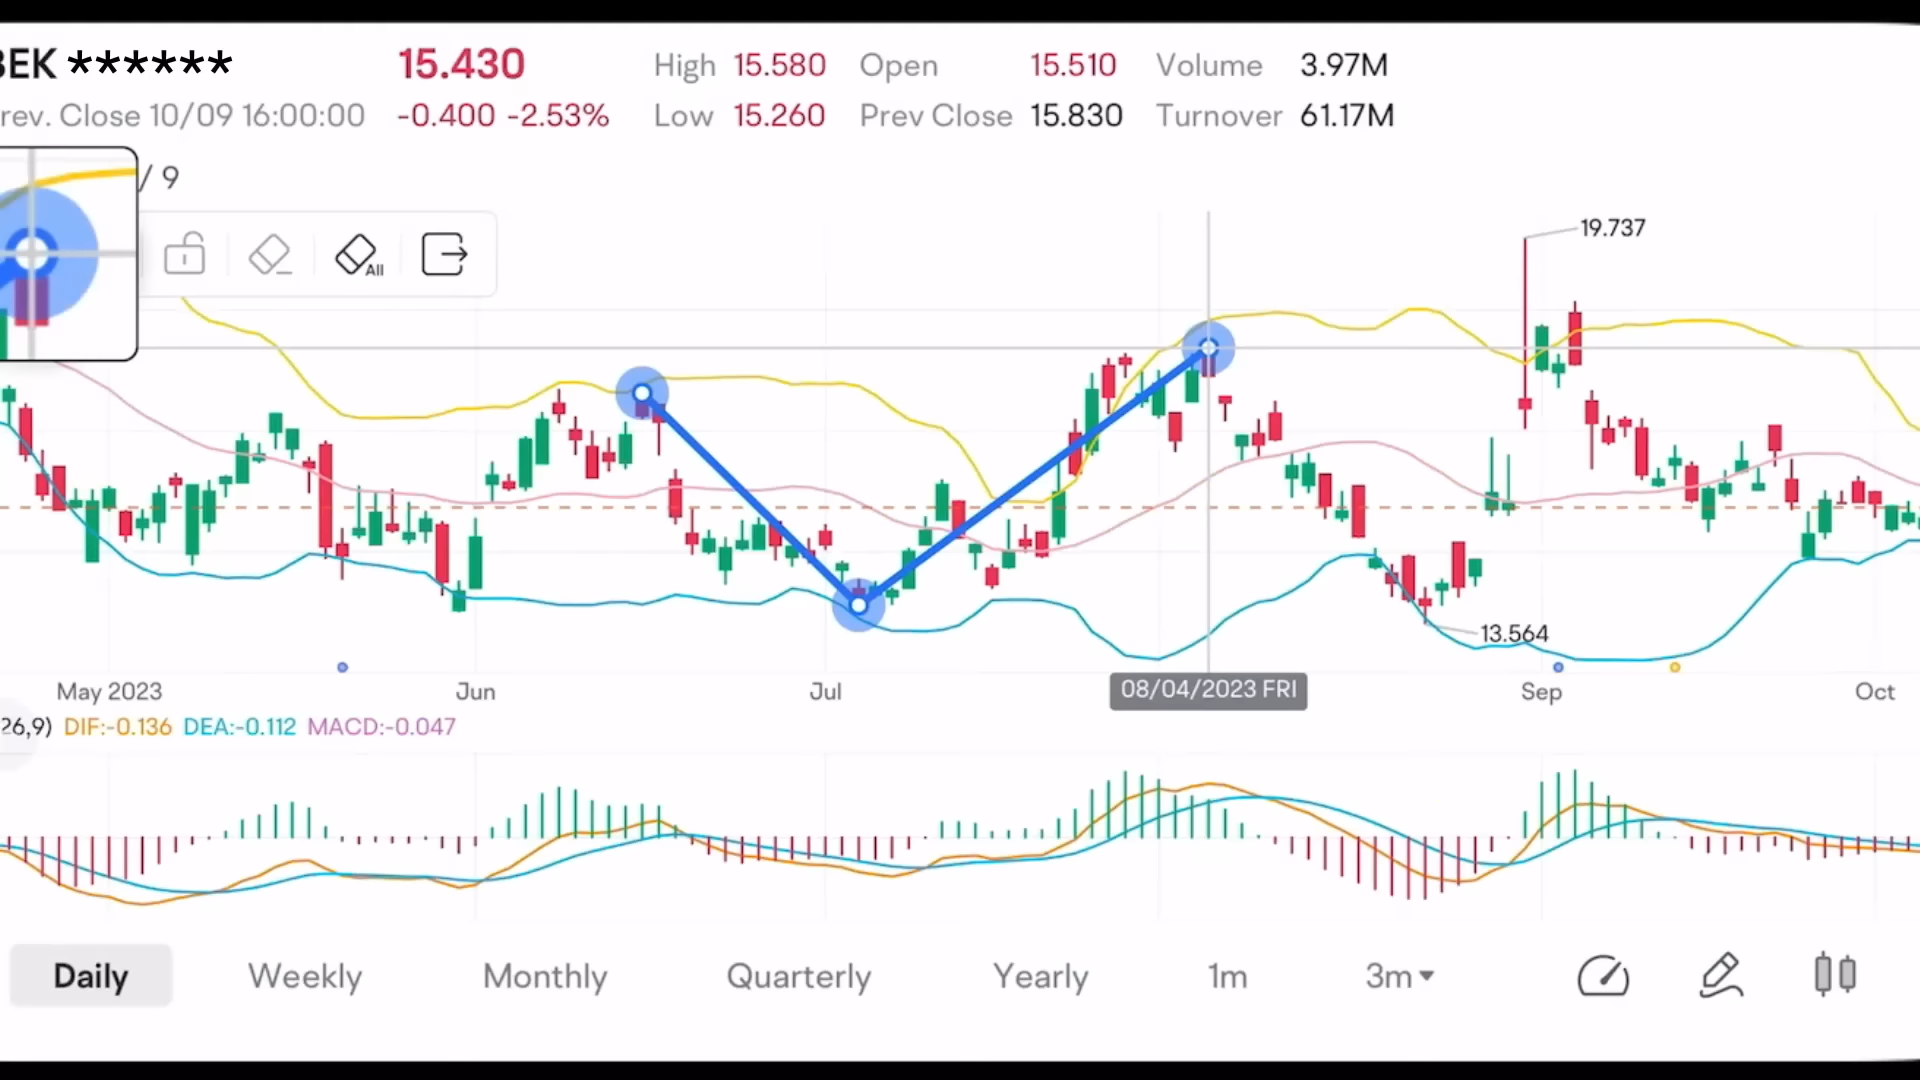 BEK ****** 15.430 High 15.580 Open 15.510 Volume 3.97M
rev. Close 10/09 16:00:00 -0.400 -2.53% Low 15.260 Prev Close 15.830 Turnover 61.17M
/ 9
All
19.737
13.564
May 2023 Jun Jul 08/04/2023 FRI Sep Oct
26,9) DIF:-0.136 DEA:-0.112 MACD:-0.047
Daily Weekly Monthly Quarterly Yearly 1m 3m